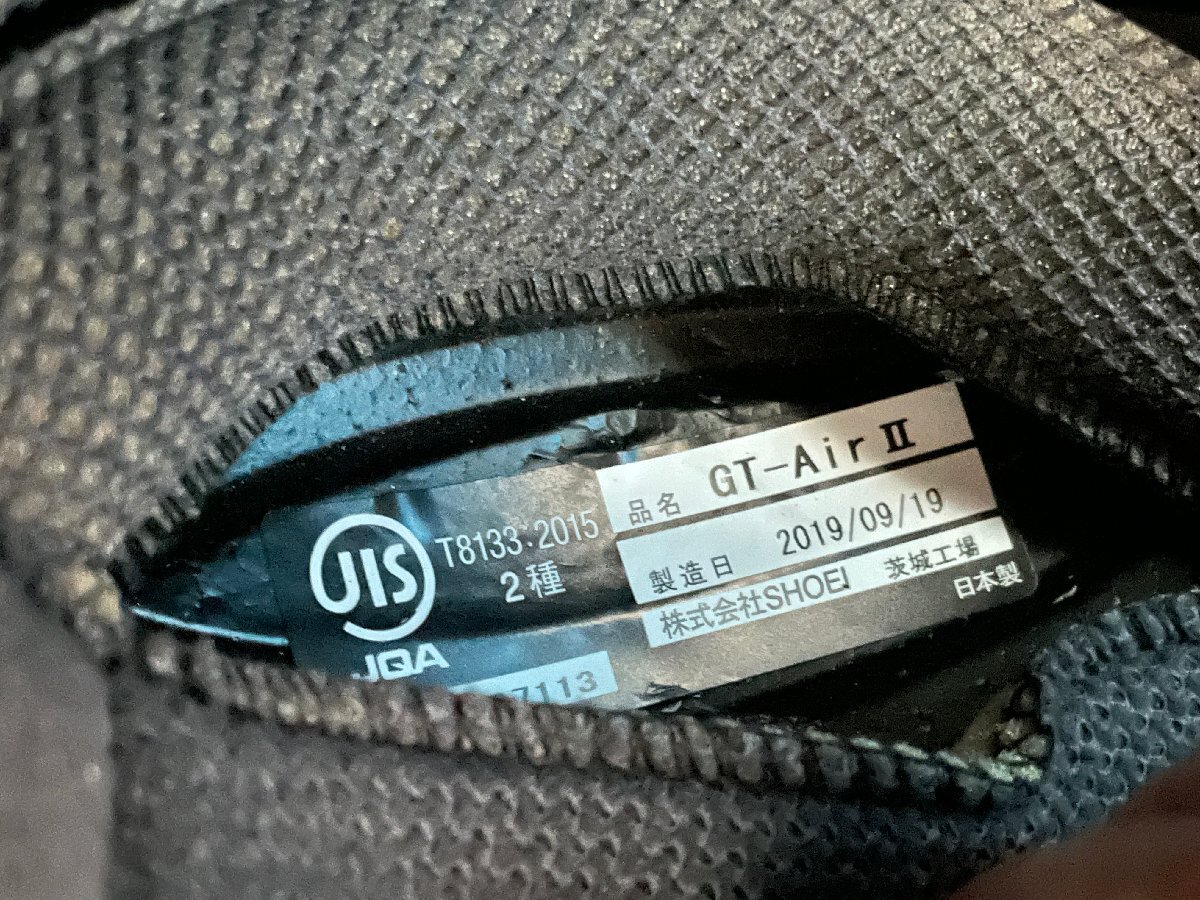 JIS
T8133:2015
2種
JQA
7113
品名 GT-Air II
製造日 2019/09/19
株式会社SHOEI 茨城工場
日本製